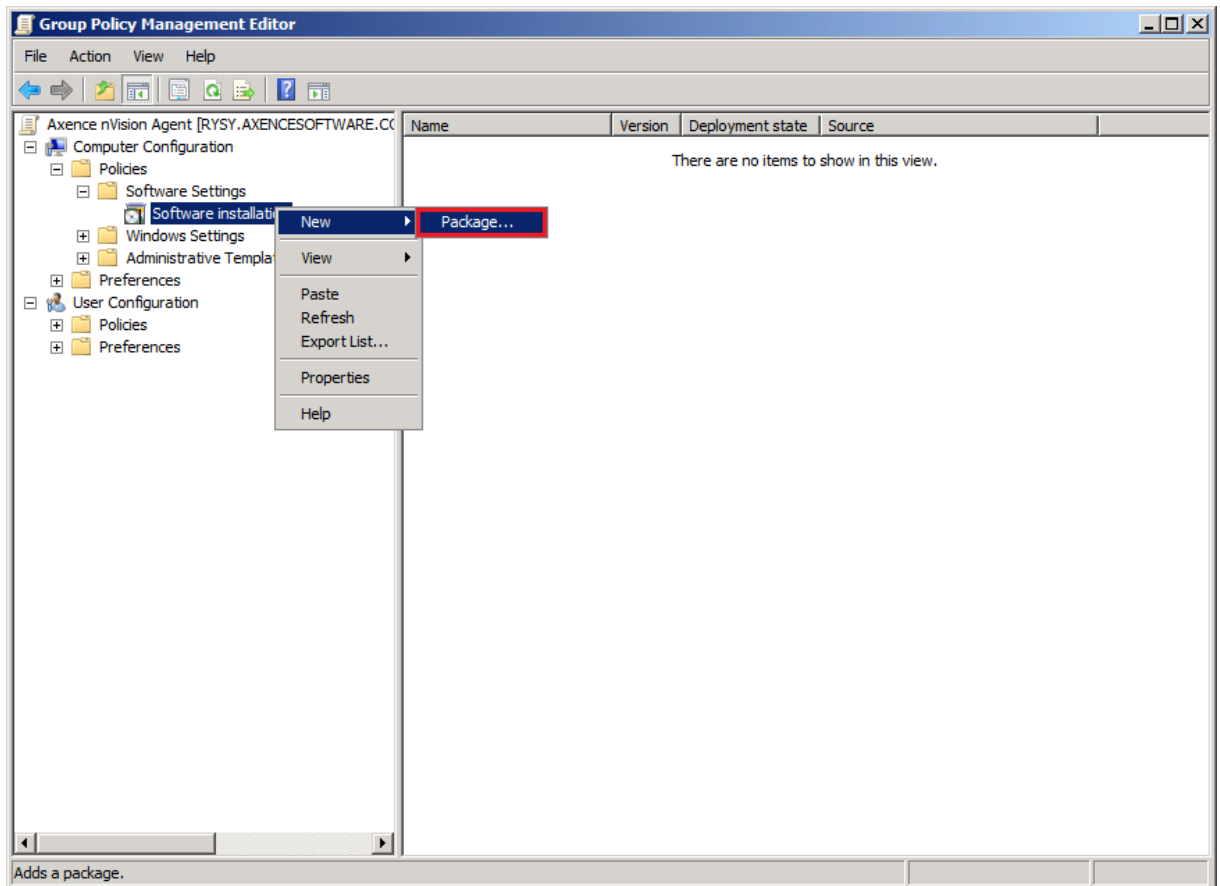 Group Policy Management Editor
File Action View Help
Axence nVision Agent [RYSY.AXENCESOFTWARE.CO
Name Version Deployment state Source
Computer Configuration
There are no items to show in this view.
Policies
Software Settings
Software installati
New Package...
Windows Settings
Administrative Templa
View
Preferences
Paste
User Configuration
Refresh
Policies
Export List...
Preferences
Properties
Help
Adds a package.